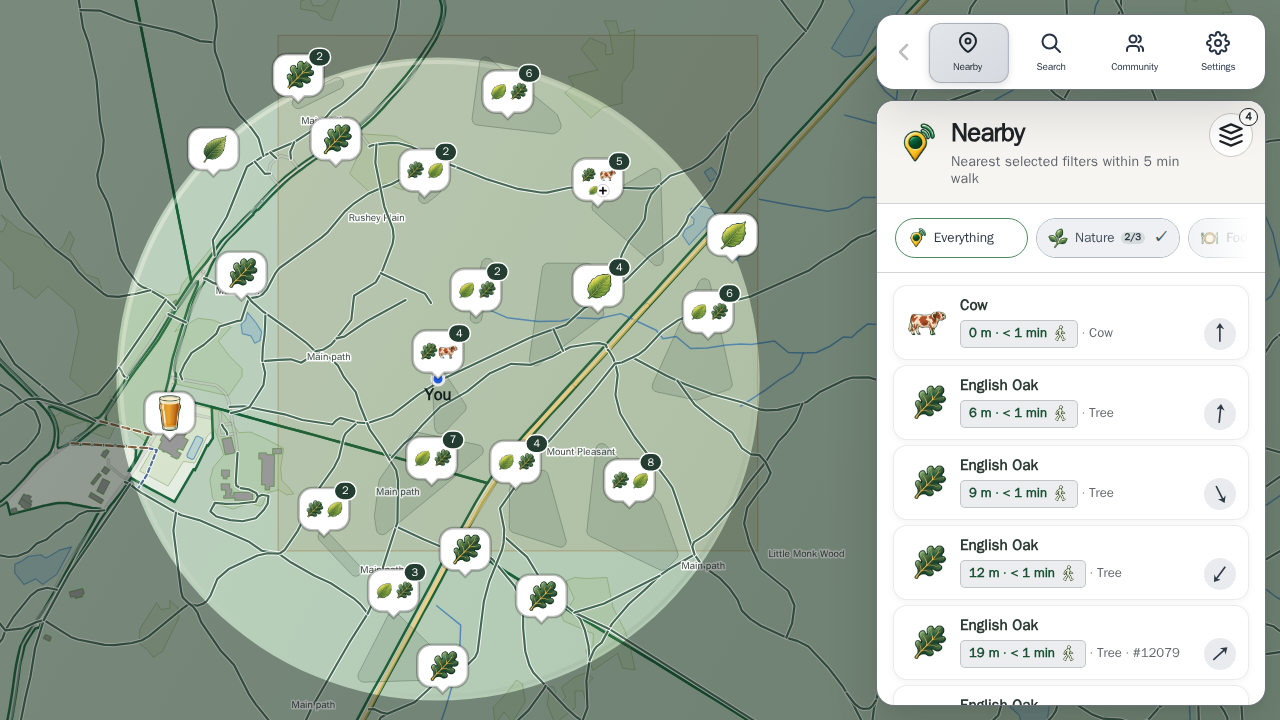 2
6
Main
2
5
Rushey Plain
2
4
6
4
Main path
You
7
4
Mount Pleasant
8
Main path
2
Little Monk Wood
Main path
Main path
3
Main path
Nearby
Search
Community
Settings
4
Nearby
Nearest selected filters within 5 min
walk
Everything
Nature 2/3 ✓
Foo
Cow
0 m · < 1 min · Cow
English Oak
6 m · < 1 min · Tree
English Oak
9 m · < 1 min · Tree
English Oak
12 m · < 1 min · Tree
English Oak
19 m · < 1 min · Tree · #12079
English Oak